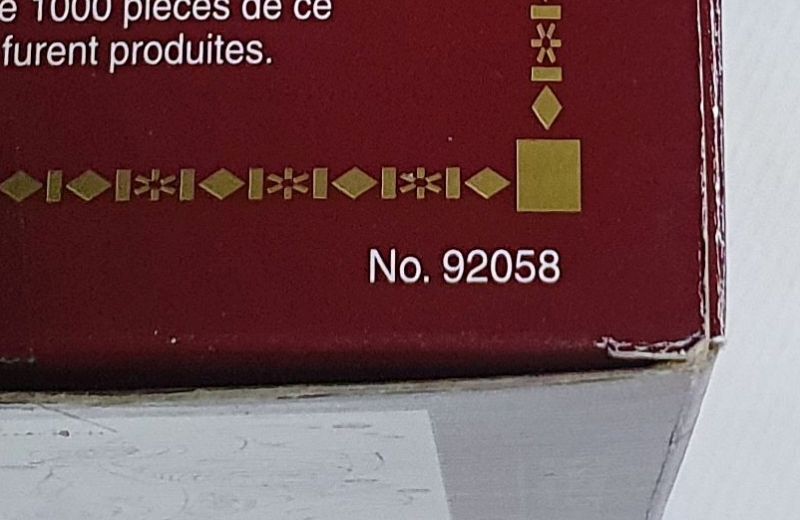 e 1000 pièces de ce
furent produites.
No. 92058